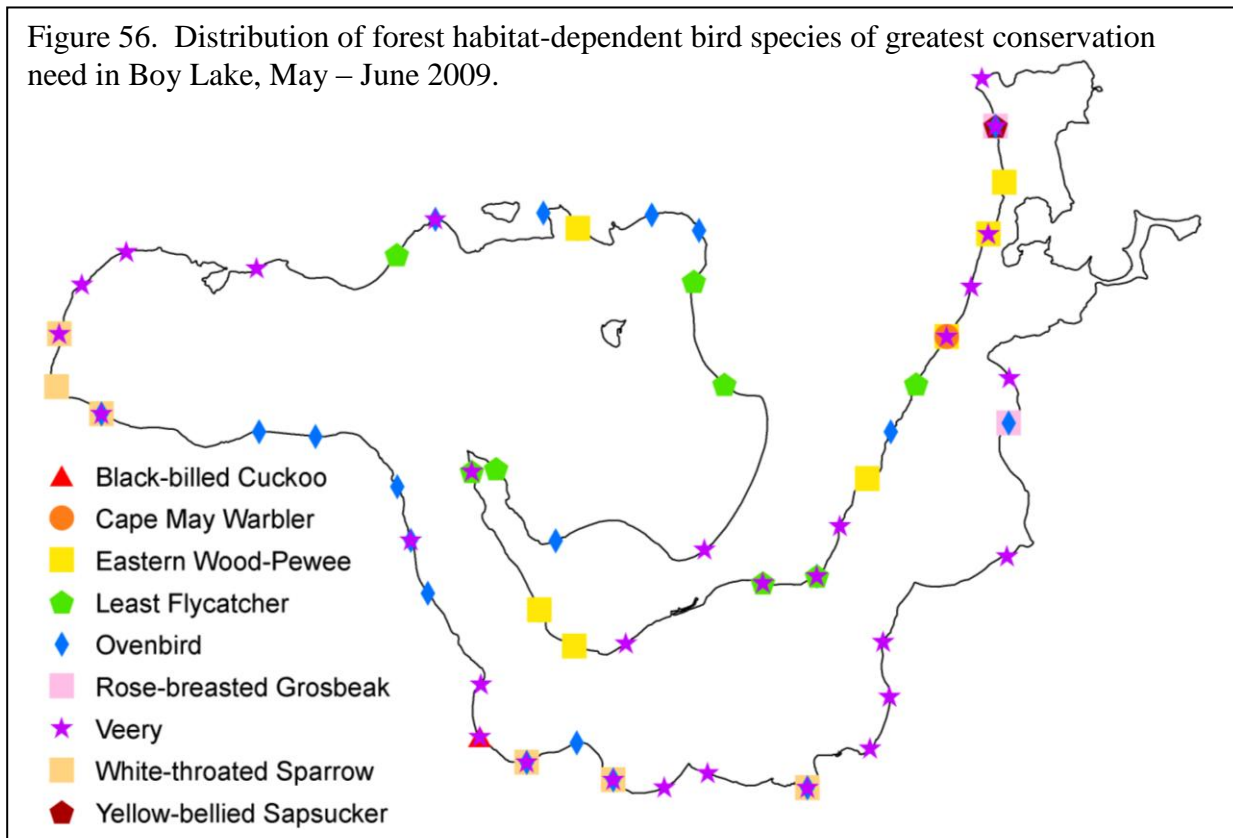 Figure 56.  Distribution of forest habitat-dependent bird species of greatest conservation
need in Boy Lake, May – June 2009.
Black-billed Cuckoo
Cape May Warbler
Eastern Wood-Pewee
Least Flycatcher
Ovenbird
Rose-breasted Grosbeak
Veery
White-throated Sparrow
Yellow-bellied Sapsucker